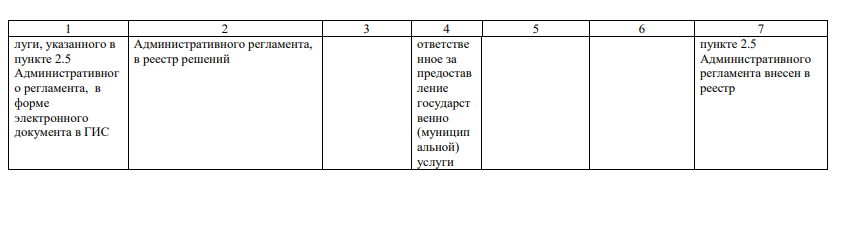 1 2 3 4 5 6 7
луги, указанного в
пункте 2.5
Административног
о регламента, в
форме
электронного
документа в ГИС
Административного регламента,
в реестр решений
ответстве
нное за
предостав
ление
государст
венно
(муницип
альной)
услуги
пункте 2.5
Административного
регламента внесен в
реестр